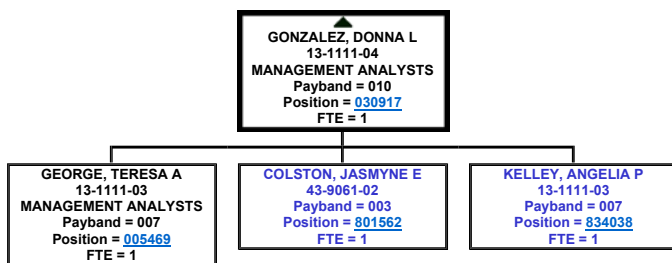 GONZALEZ, DONNA L
13-1111-04
MANAGEMENT ANALYSTS
Payband = 010
Position = 030917
FTE = 1
GEORGE, TERESA A
13-1111-03
MANAGEMENT ANALYSTS
Payband = 007
Position = 005469
FTE = 1
COLSTON, JASMYNE E
43-9061-02
Payband = 003
Position = 801562
FTE = 1
KELLEY, ANGELIA P
13-1111-03
Payband = 007
Position = 834038
FTE = 1